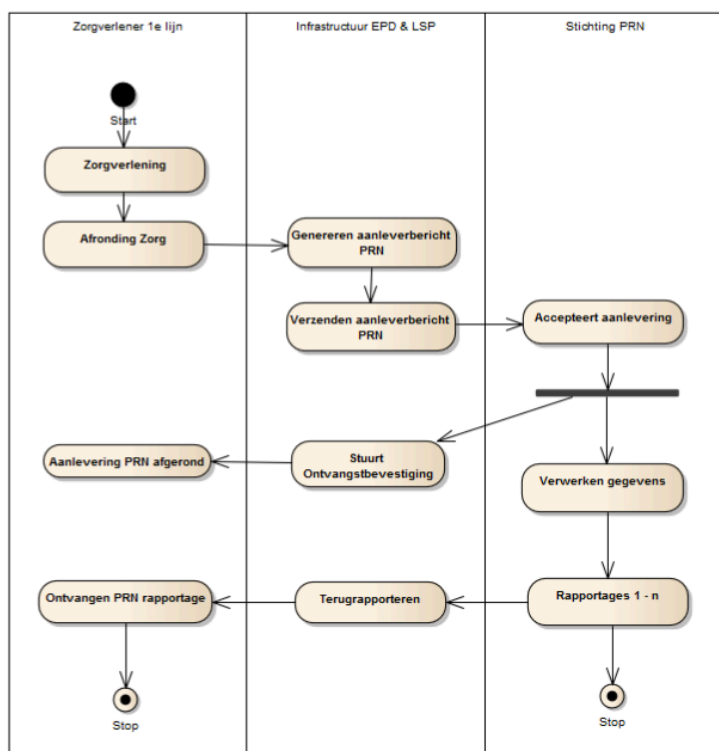 Zorgverlener 1e lijn
Infrastructuur EPD & LSP
Stichting PRN
Start
Zorgverlening
Afronding Zorg
Genereren aanleverbericht
PRN
Verzenden aanleverbericht
PRN
Accepteert aanlevering
Aanlevering PRN afgerond
Stuurt
Ontvangstbevestiging
Verwerken gegevens
Ontvangen PRN rapportage
Terugrapporteren
Rapportages 1 - n
Stop
Stop